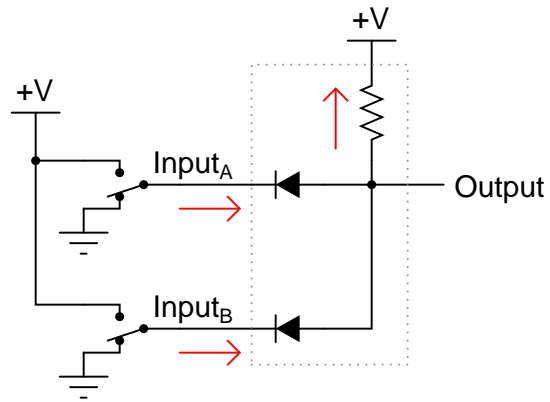 +V
+V
Input_A
Output
Input_B